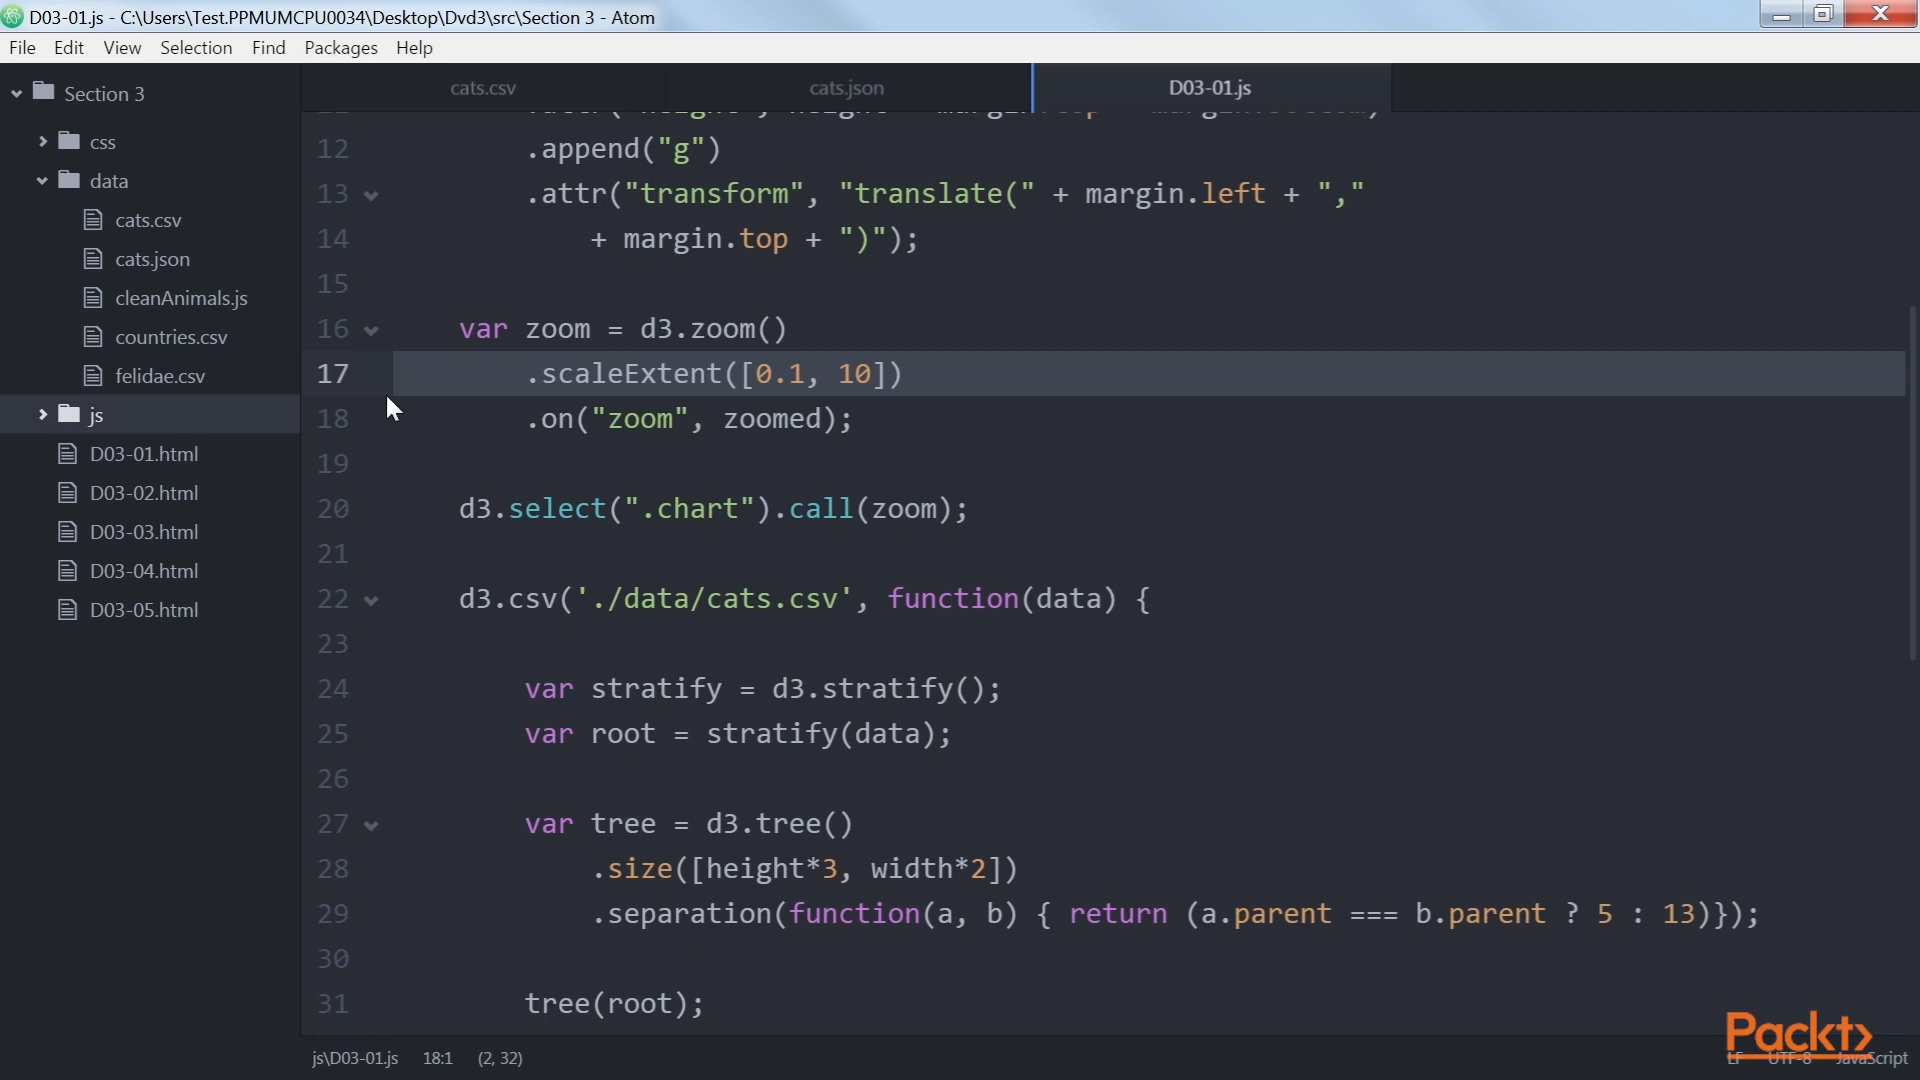 D03-01.js - C:\Users\Test.PPMUMCPU0034\Desktop\Dvd3\src\Section 3 - Atom
File Edit View Selection Find Packages Help
Section 3
css
data
cats.csv
cats.json
cleanAnimals.js
countries.csv
felidae.csv
js
D03-01.html
D03-02.html
D03-03.html
D03-04.html
D03-05.html
cats.csv cats.json D03-01.js
12 .append("g")
13 .attr("transform", "translate(" + margin.left + ","
14 + margin.top + ")");
15
16 var zoom = d3.zoom()
17 .scaleExtent([0.1, 10])
18 .on("zoom", zoomed);
19
20 d3.select(".chart").call(zoom);
21
22 d3.csv('./data/cats.csv', function(data) {
23
24 var stratify = d3.stratify();
25 var root = stratify(data);
26
27 var tree = d3.tree()
28 .size([height*3, width*2])
29 .separation(function(a, b) { return (a.parent === b.parent ? 5 : 13)});
30
31 tree(root);
js\D03-01.js 18:1 (2, 32) LF UTF-8 JavaScript
Packt